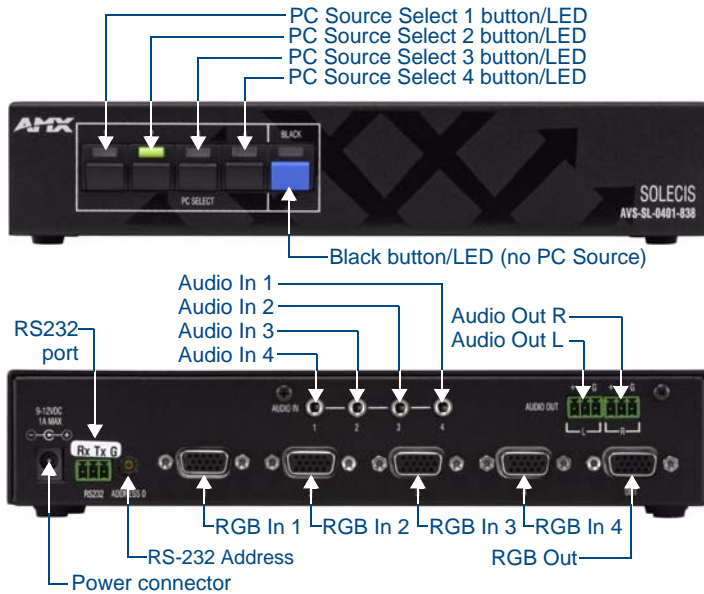 PC Source Select 1 button/LED
PC Source Select 2 button/LED
PC Source Select 3 button/LED
PC Source Select 4 button/LED
AMX
BLACK
PC SELECT
SOLECIS
AVS-SL-0401-838
Black button/LED (no PC Source)
Audio In 1
Audio In 2
Audio In 3
Audio In 4
Audio Out R
Audio Out L
RS232
port
9-12VDC
1A MAX
Rx Tx G
RS232
ADDRESS 0
AUDIO IN
1 2 3 4
AUDIO OUT
+ G + G
L R
RGB In 1
RGB In 2
RGB In 3
RGB In 4
RGB Out
RS-232 Address
Power connector